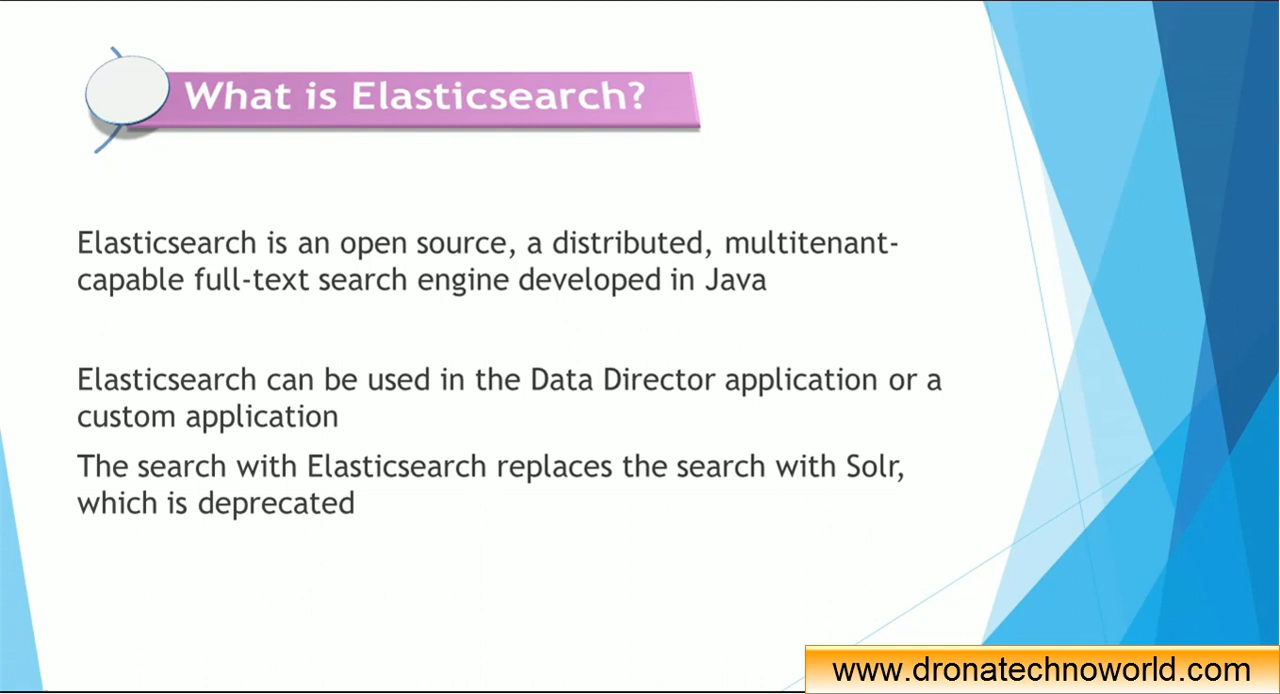 What is Elasticsearch?
Elasticsearch is an open source, a distributed, multitenant-
capable full-text search engine developed in Java
Elasticsearch can be used in the Data Director application or a
custom application
The search with Elasticsearch replaces the search with Solr,
which is deprecated
www.dronatechnoworld.com